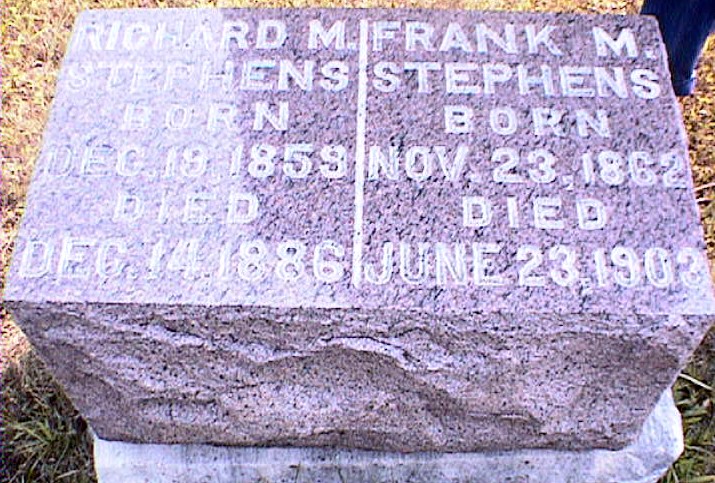 RICHARD M.
STEPHENS
BORN
DEC. 19, 1859
DIED
DEC. 14, 1886
FRANK M.
STEPHENS
BORN
NOV. 23, 1862
DIED
JUNE 23, 1903